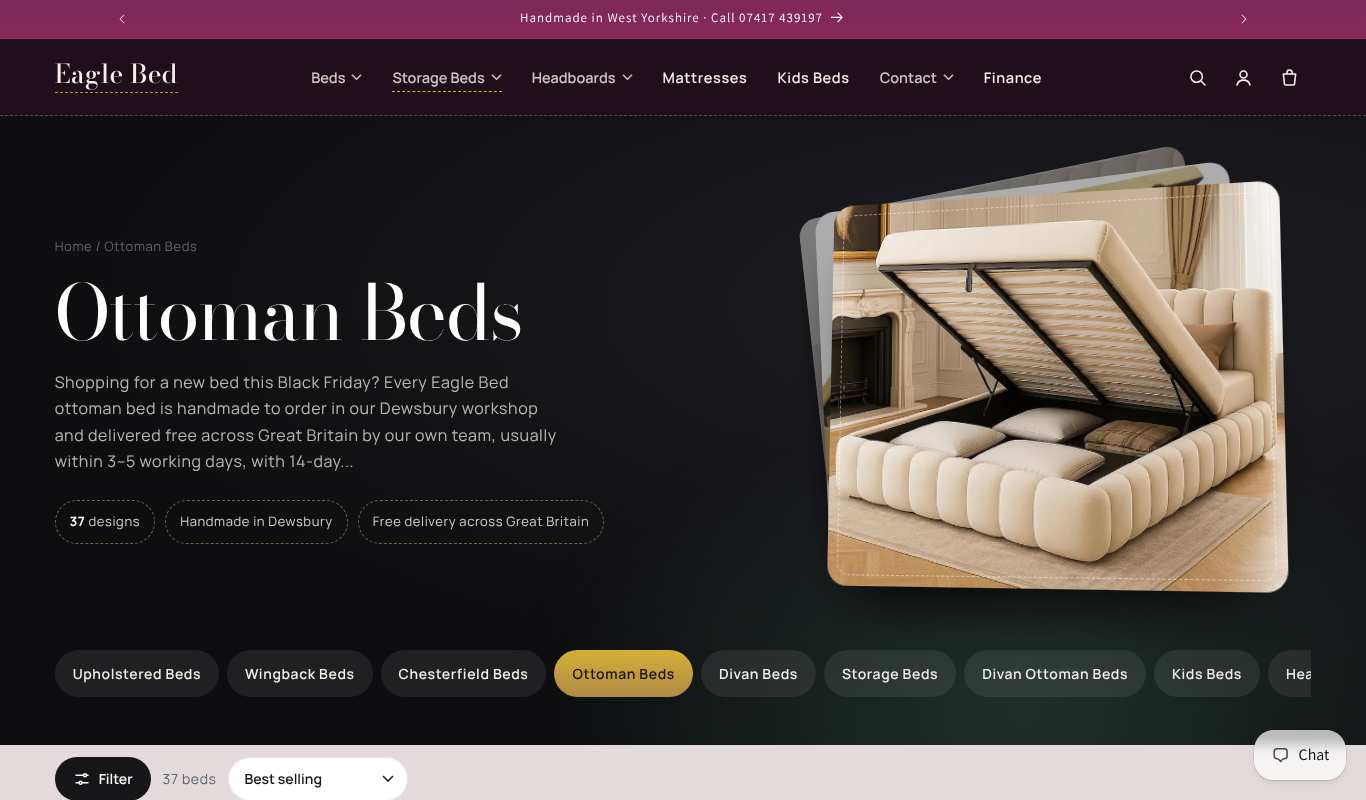 Handmade in West Yorkshire · Call 07417 439197
Eagle Bed
Beds
Storage Beds
Headboards
Mattresses
Kids Beds
Contact
Finance
Home / Ottoman Beds
Ottoman Beds
Shopping for a new bed this Black Friday? Every Eagle Bed
ottoman bed is handmade to order in our Dewsbury workshop
and delivered free across Great Britain by our own team, usually
within 3–5 working days, with 14-day...
37 designs
Handmade in Dewsbury
Free delivery across Great Britain
Upholstered Beds
Wingback Beds
Chesterfield Beds
Ottoman Beds
Divan Beds
Storage Beds
Divan Ottoman Beds
Kids Beds
Hea
Filter
37 beds
Best selling
Chat